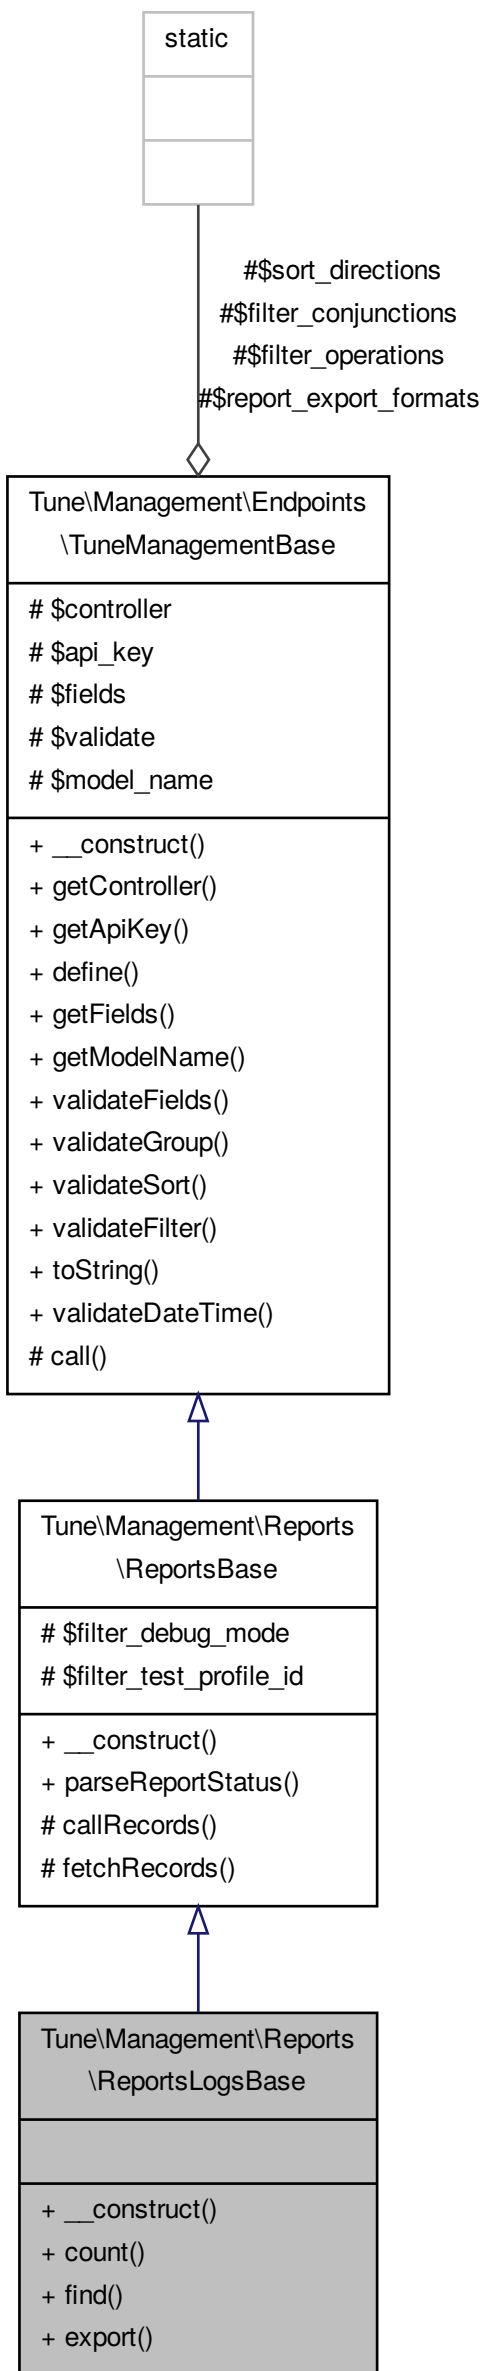 static
#$sort_directions
#$filter_conjunctions
#$filter_operations
#$report_export_formats
Tune\Management\Endpoints
\TuneManagementBase
# $controller
# $api_key
# $fields
# $validate
# $model_name
+ __construct()
+ getController()
+ getApiKey()
+ define()
+ getFields()
+ getModelName()
+ validateFields()
+ validateGroup()
+ validateSort()
+ validateFilter()
+ toString()
+ validateDateTime()
# call()
Tune\Management\Reports
\ReportsBase
# $filter_debug_mode
# $filter_test_profile_id
+ __construct()
+ parseReportStatus()
# callRecords()
# fetchRecords()
Tune\Management\Reports
\ReportsLogsBase
+ __construct()
+ count()
+ find()
+ export()